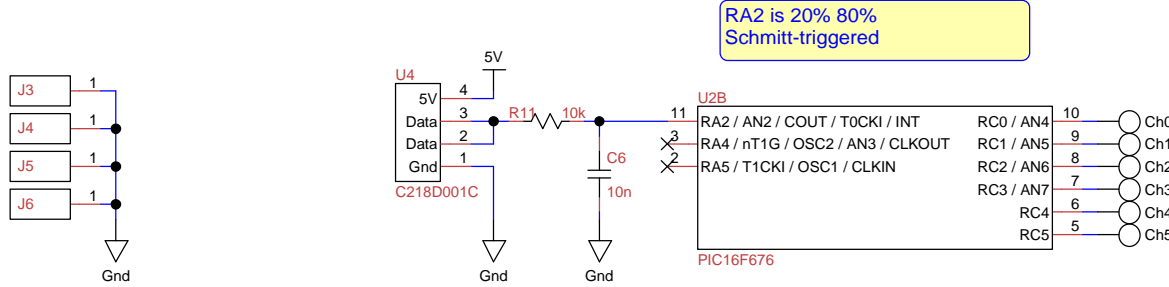 RA2 is 20% 80%
Schmitt-triggered
J3 1
J4 1
J5 1
J6 1
Gnd
U4
5V
5V 4
Data 3
Data 2
Gnd 1
C218D001C
Gnd
R11 10k
C6
10n
Gnd
U2B
11 RA2 / AN2 / COUT / T0CKI / INT
3 RA4 / nT1G / OSC2 / AN3 / CLKOUT
2 RA5 / T1CKI / OSC1 / CLKIN
RC0 / AN4 10 Ch0
RC1 / AN5 9 Ch1
RC2 / AN6 8 Ch2
RC3 / AN7 7 Ch3
RC4 6 Ch4
RC5 5 Ch5
PIC16F676